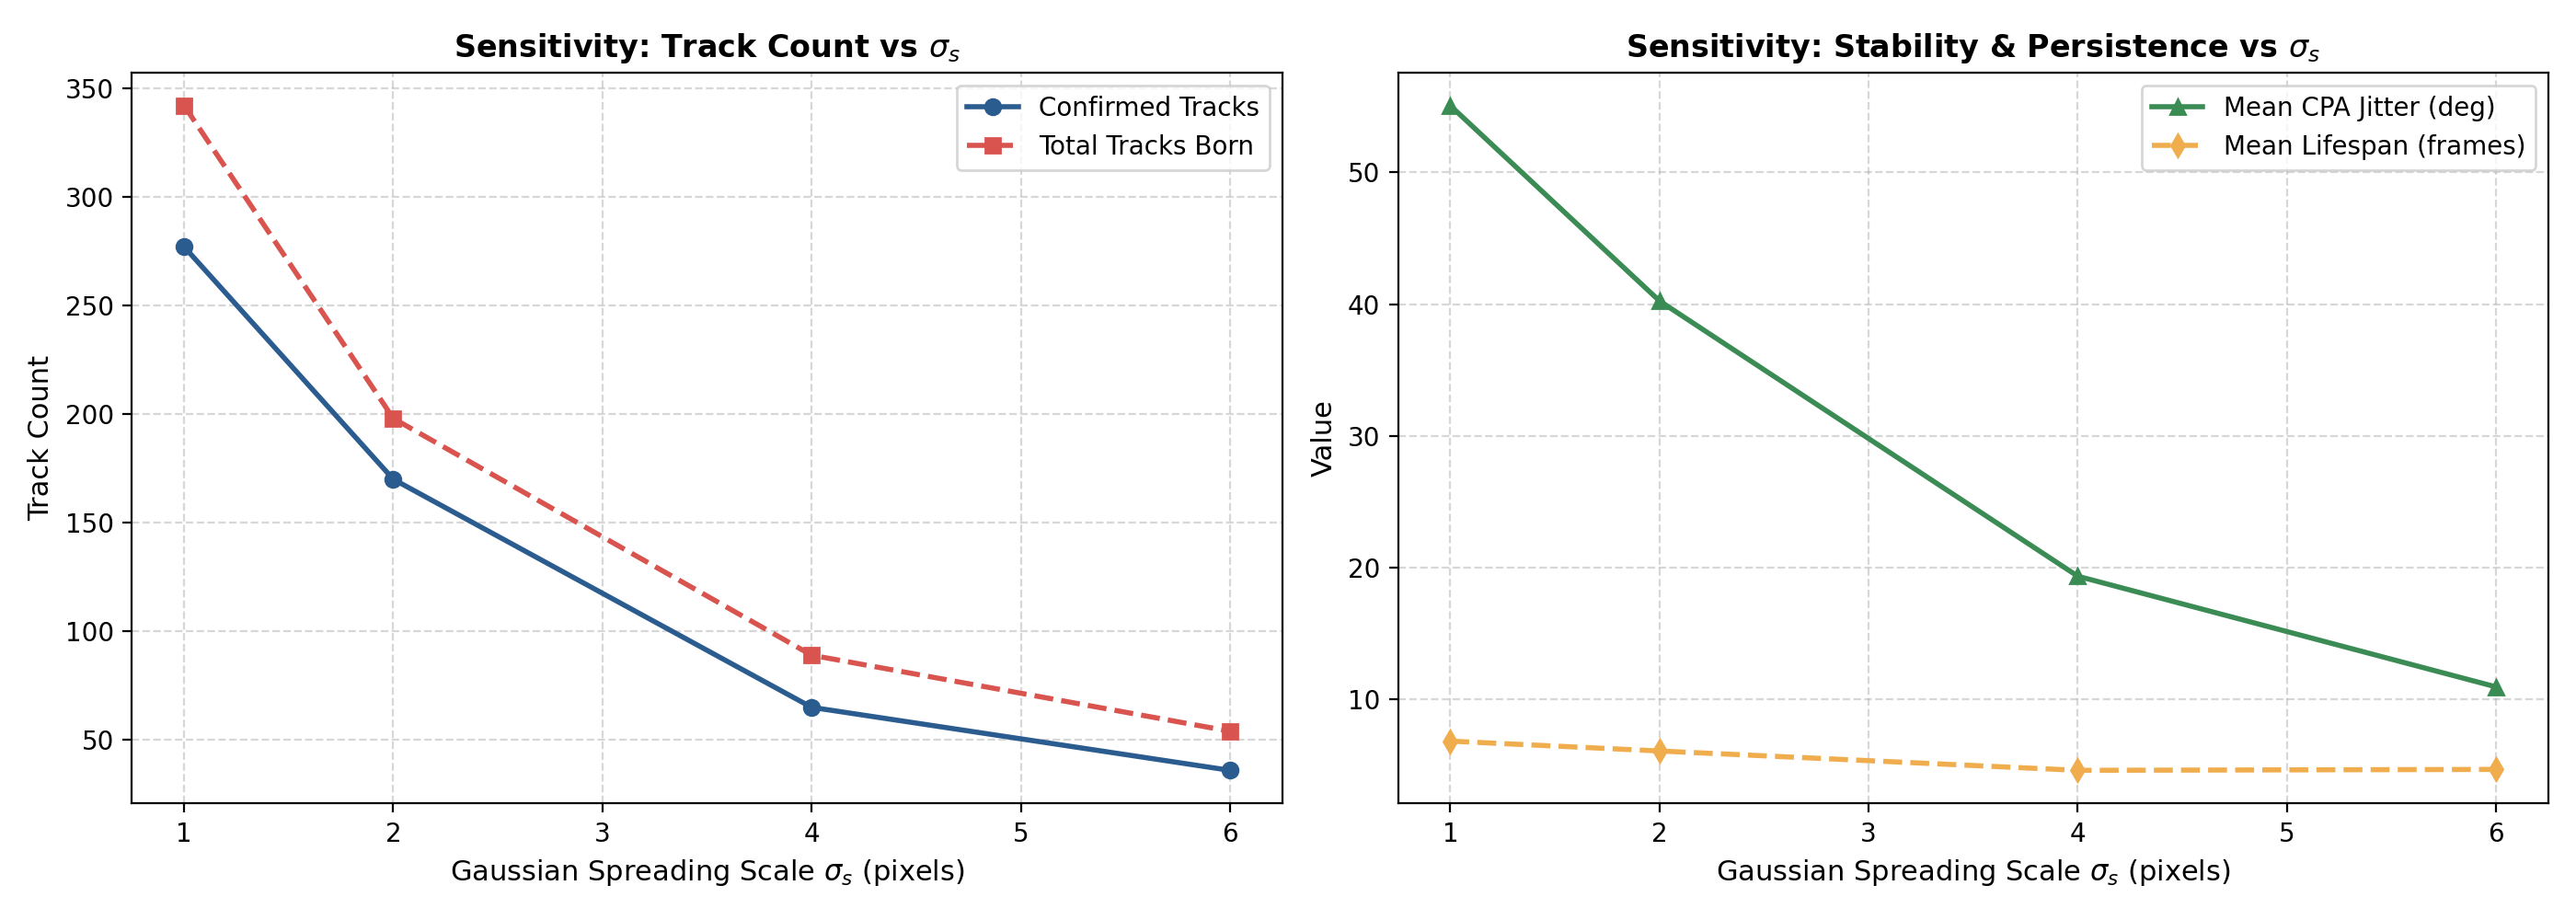 Sensitivity: Track Count vs σs
Confirmed Tracks
Total Tracks Born
Track Count
350
300
250
200
150
100
50
1 2 3 4 5 6
Gaussian Spreading Scale σs (pixels)
Sensitivity: Stability & Persistence vs σs
Mean CPA Jitter (deg)
Mean Lifespan (frames)
Value
50
40
30
20
10
1 2 3 4 5 6
Gaussian Spreading Scale σs (pixels)